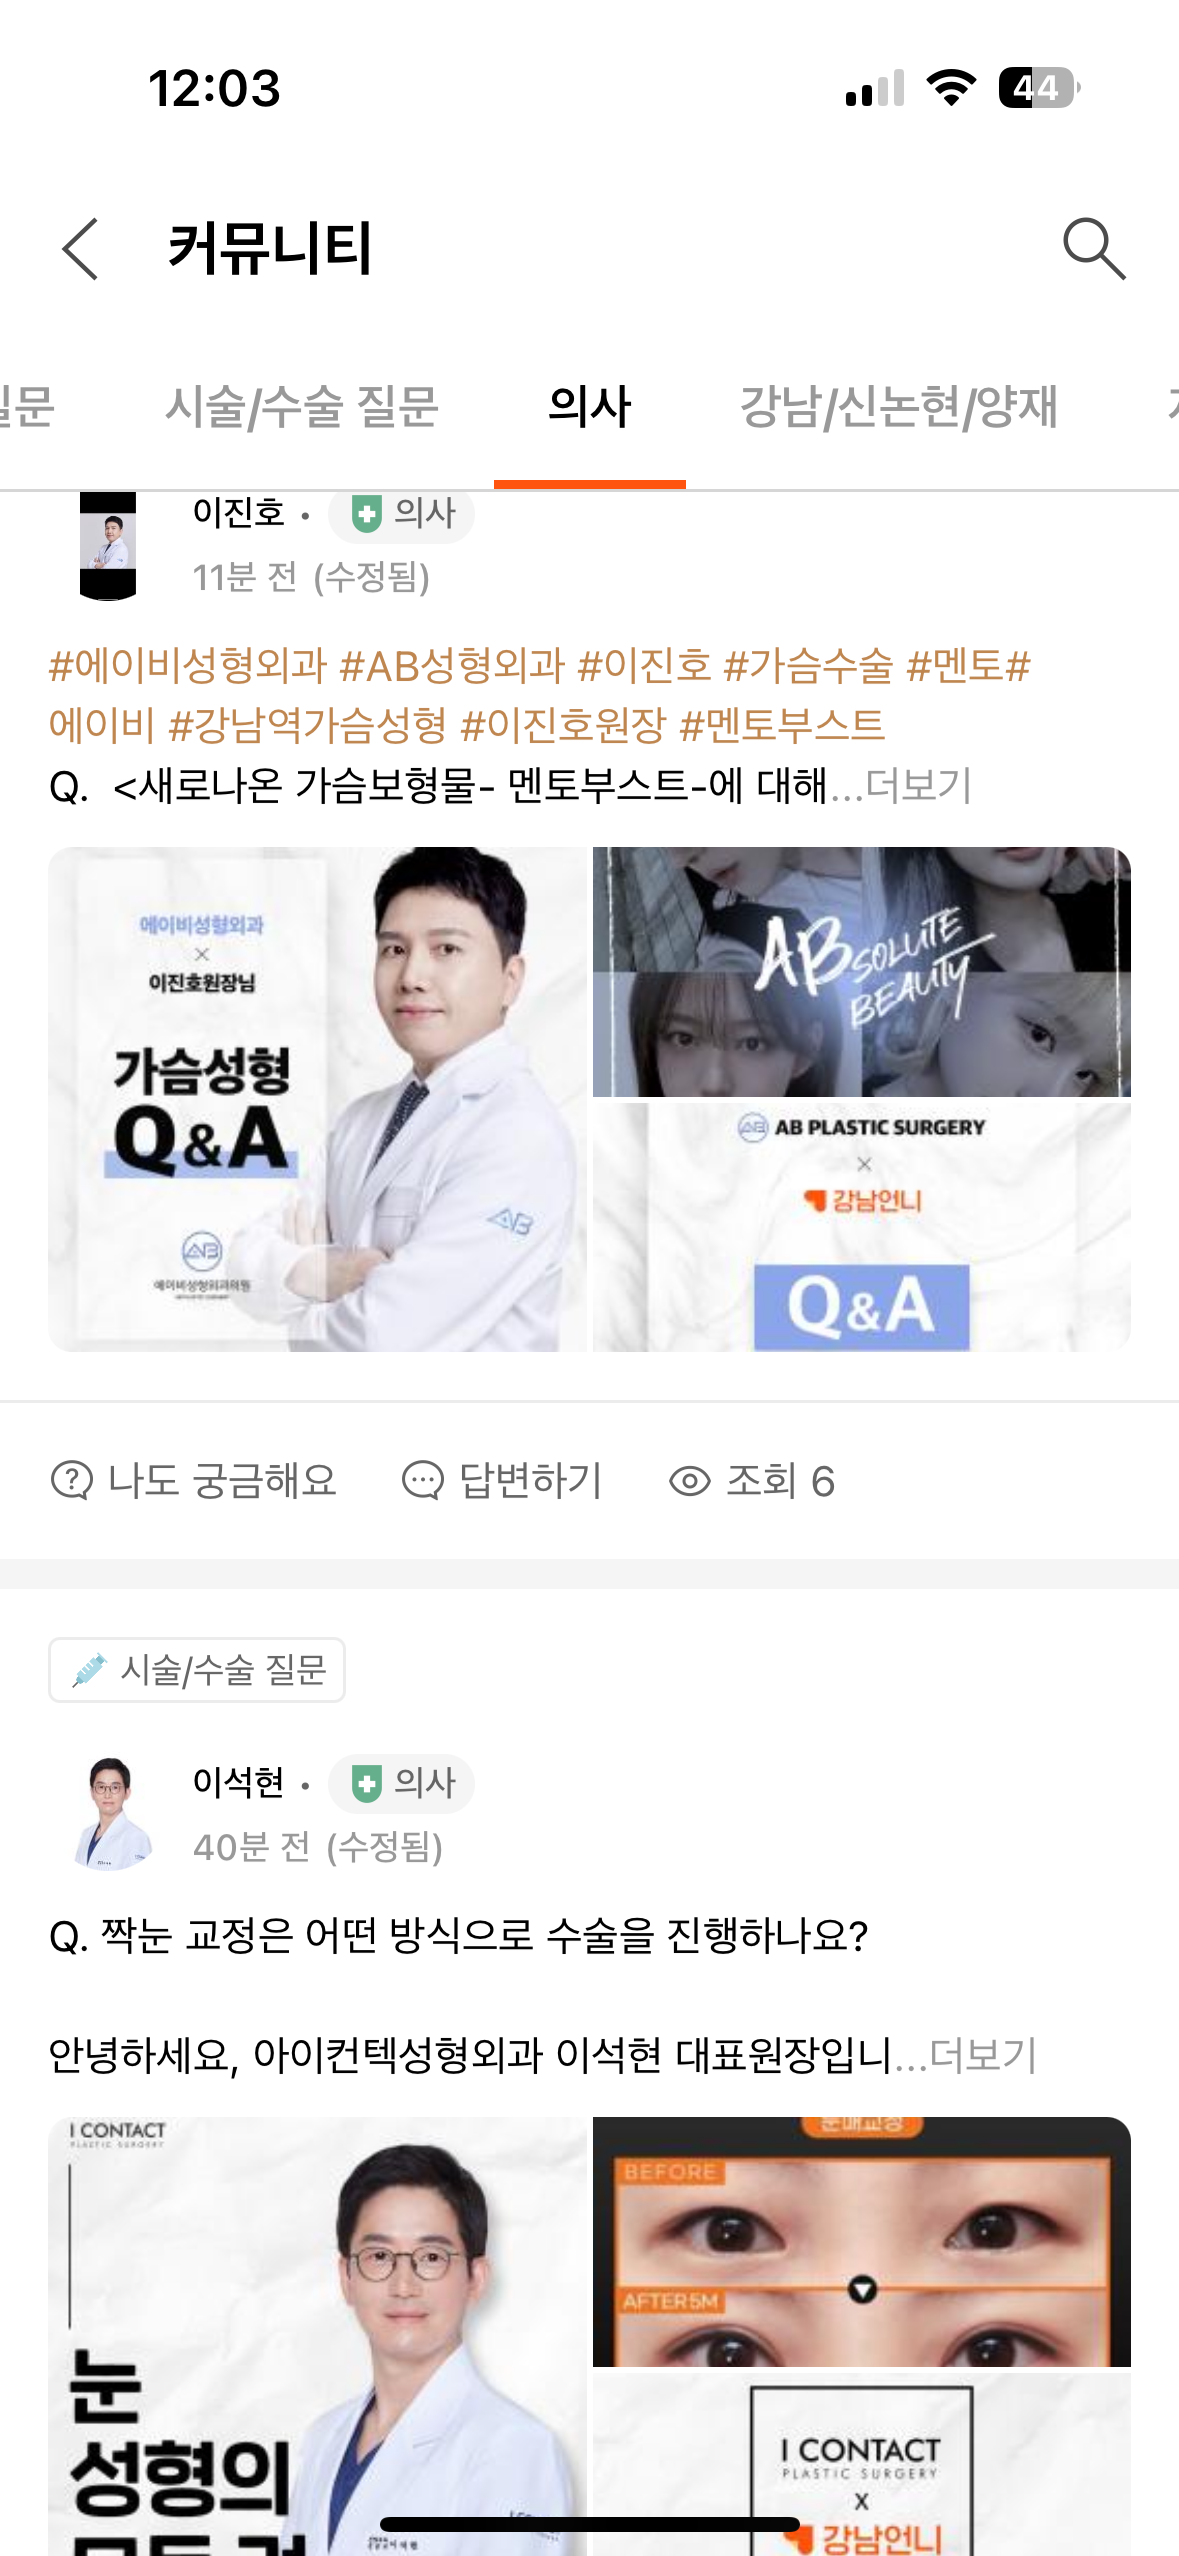 12:03
44
커뮤니티
질문
시술/수술 질문
의사
강남/신논현/양재
이진호 · 의사
11분 전 (수정됨)
#에이비성형외과 #AB성형외과 #이진호 #가슴수술 #멘토#
에이비 #강남역가슴성형 #이진호원장 #멘토부스트
Q. <새로나온 가슴보형물- 멘토부스트-에 대해...더보기
에이비성형외과
×
이진호원장님
가슴성형
Q&A
AB
에이비성형외과의원
AB
ABSOLUTE
BEAUTY
AB AB PLASTIC SURGERY
×
강남언니
Q&A
나도 궁금해요
답변하기
조회 6
시술/수술 질문
이석현 · 의사
40분 전 (수정됨)
Q. 짝눈 교정은 어떤 방식으로 수술을 진행하나요?
안녕하세요, 아이컨텍성형외과 이석현 대표원장입니...더보기
I CONTACT
PLASTIC SURGERY
눈
성형의
눈매교정
BEFORE
AFTER 5M
I CONTACT
PLASTIC SURGERY
X
강남언니